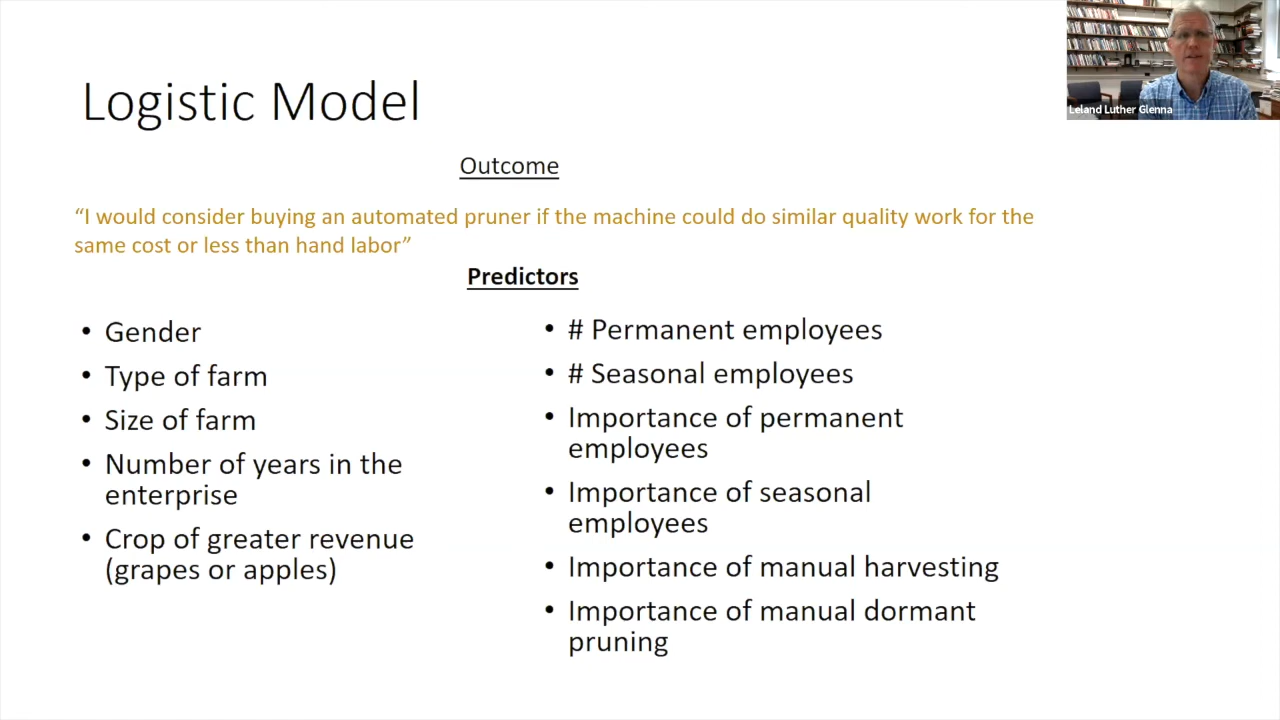 Logistic Model
Leland Luther Glenna
Outcome
“I would consider buying an automated pruner if the machine could do similar quality work for the
same cost or less than hand labor”
Predictors
• Gender
• Type of farm
• Size of farm
• Number of years in the
enterprise
• Crop of greater revenue
(grapes or apples)
• # Permanent employees
• # Seasonal employees
• Importance of permanent
employees
• Importance of seasonal
employees
• Importance of manual harvesting
• Importance of manual dormant
pruning